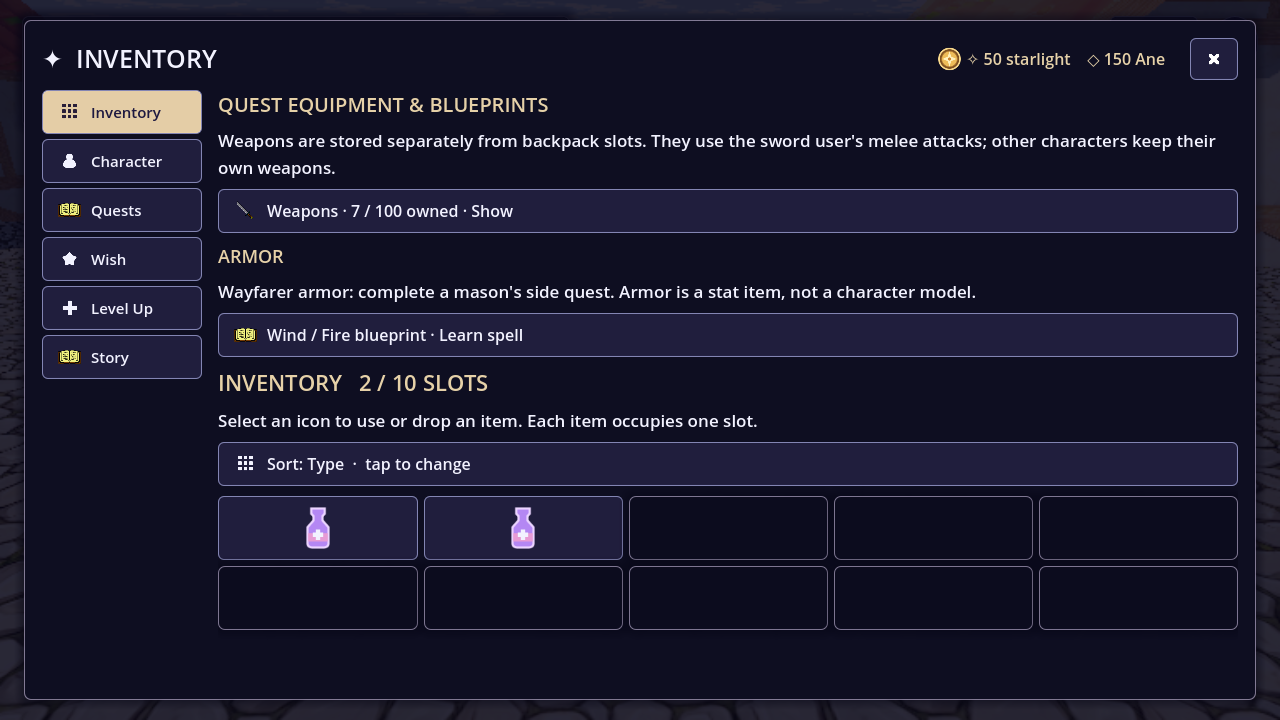 ✦ INVENTORY
✧ 50 starlight ◇ 150 Ane
Inventory
Character
Quests
Wish
Level Up
Story
QUEST EQUIPMENT & BLUEPRINTS
Weapons are stored separately from backpack slots. They use the sword user's melee attacks; other characters keep their
own weapons.
Weapons · 7 / 100 owned · Show
ARMOR
Wayfarer armor: complete a mason's side quest. Armor is a stat item, not a character model.
Wind / Fire blueprint · Learn spell
INVENTORY 2 / 10 SLOTS
Select an icon to use or drop an item. Each item occupies one slot.
Sort: Type · tap to change